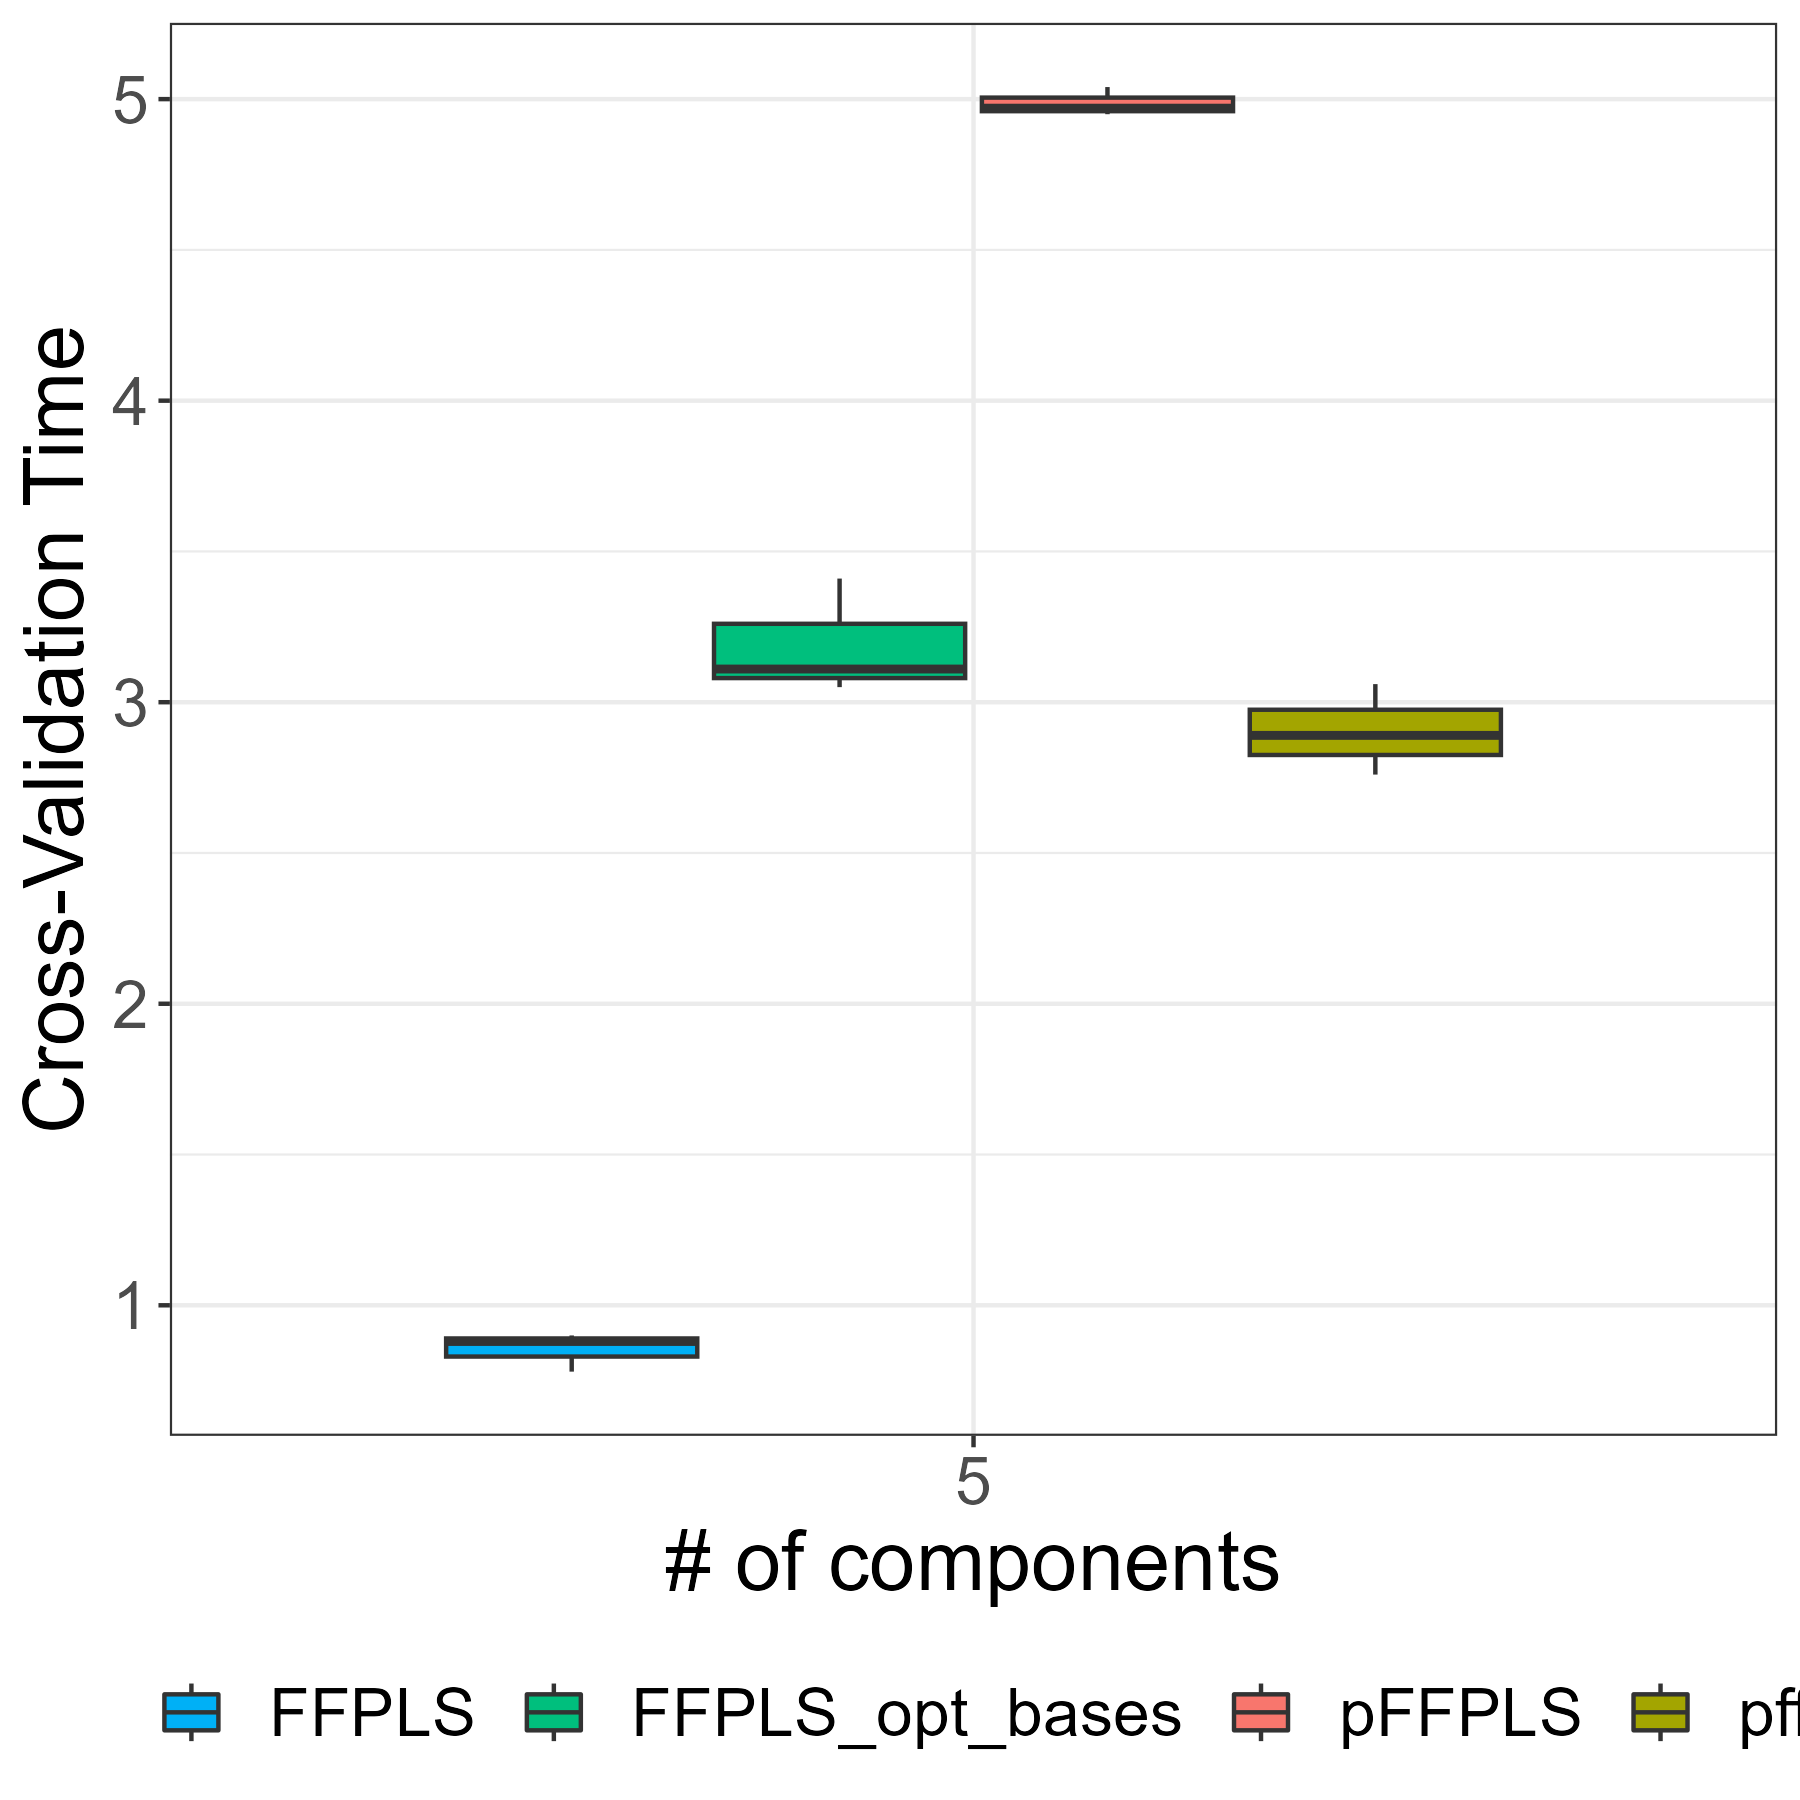 Cross-Validation Time
5
4
3
2
1
5
# of components
FFPLS FFPLS_opt_bases pFFPLS